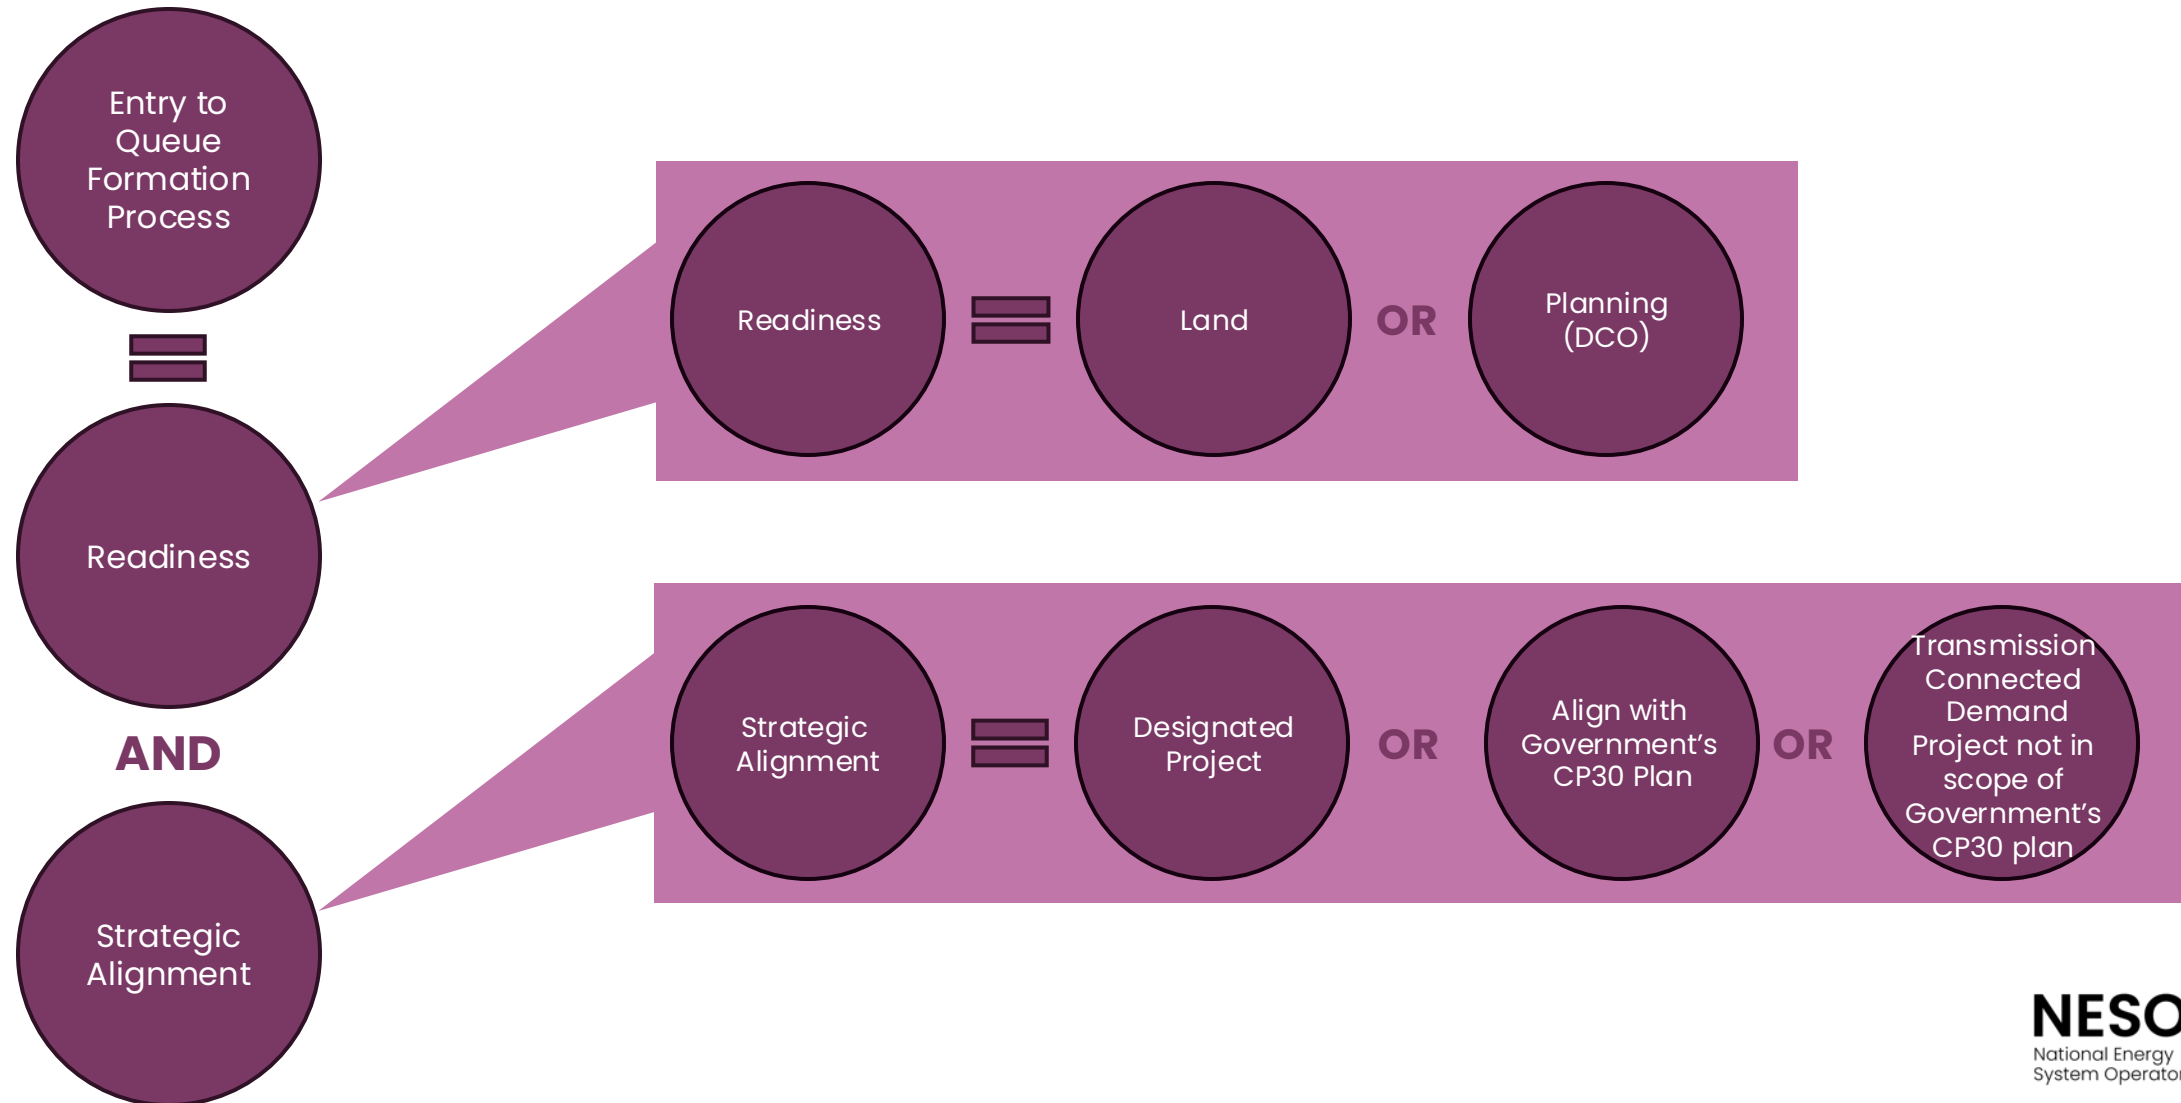 Entry to
Queue
Formation
Process
Readiness
AND
Strategic
Alignment
Readiness
Land
OR
Planning
(DCO)
Strategic
Alignment
Designated
Project
OR
Align with
Government’s
CP30 Plan
OR
Transmission
Connected
Demand
Project not in
scope of
Government’s
CP30 plan
NESO
National Energy
System Operator